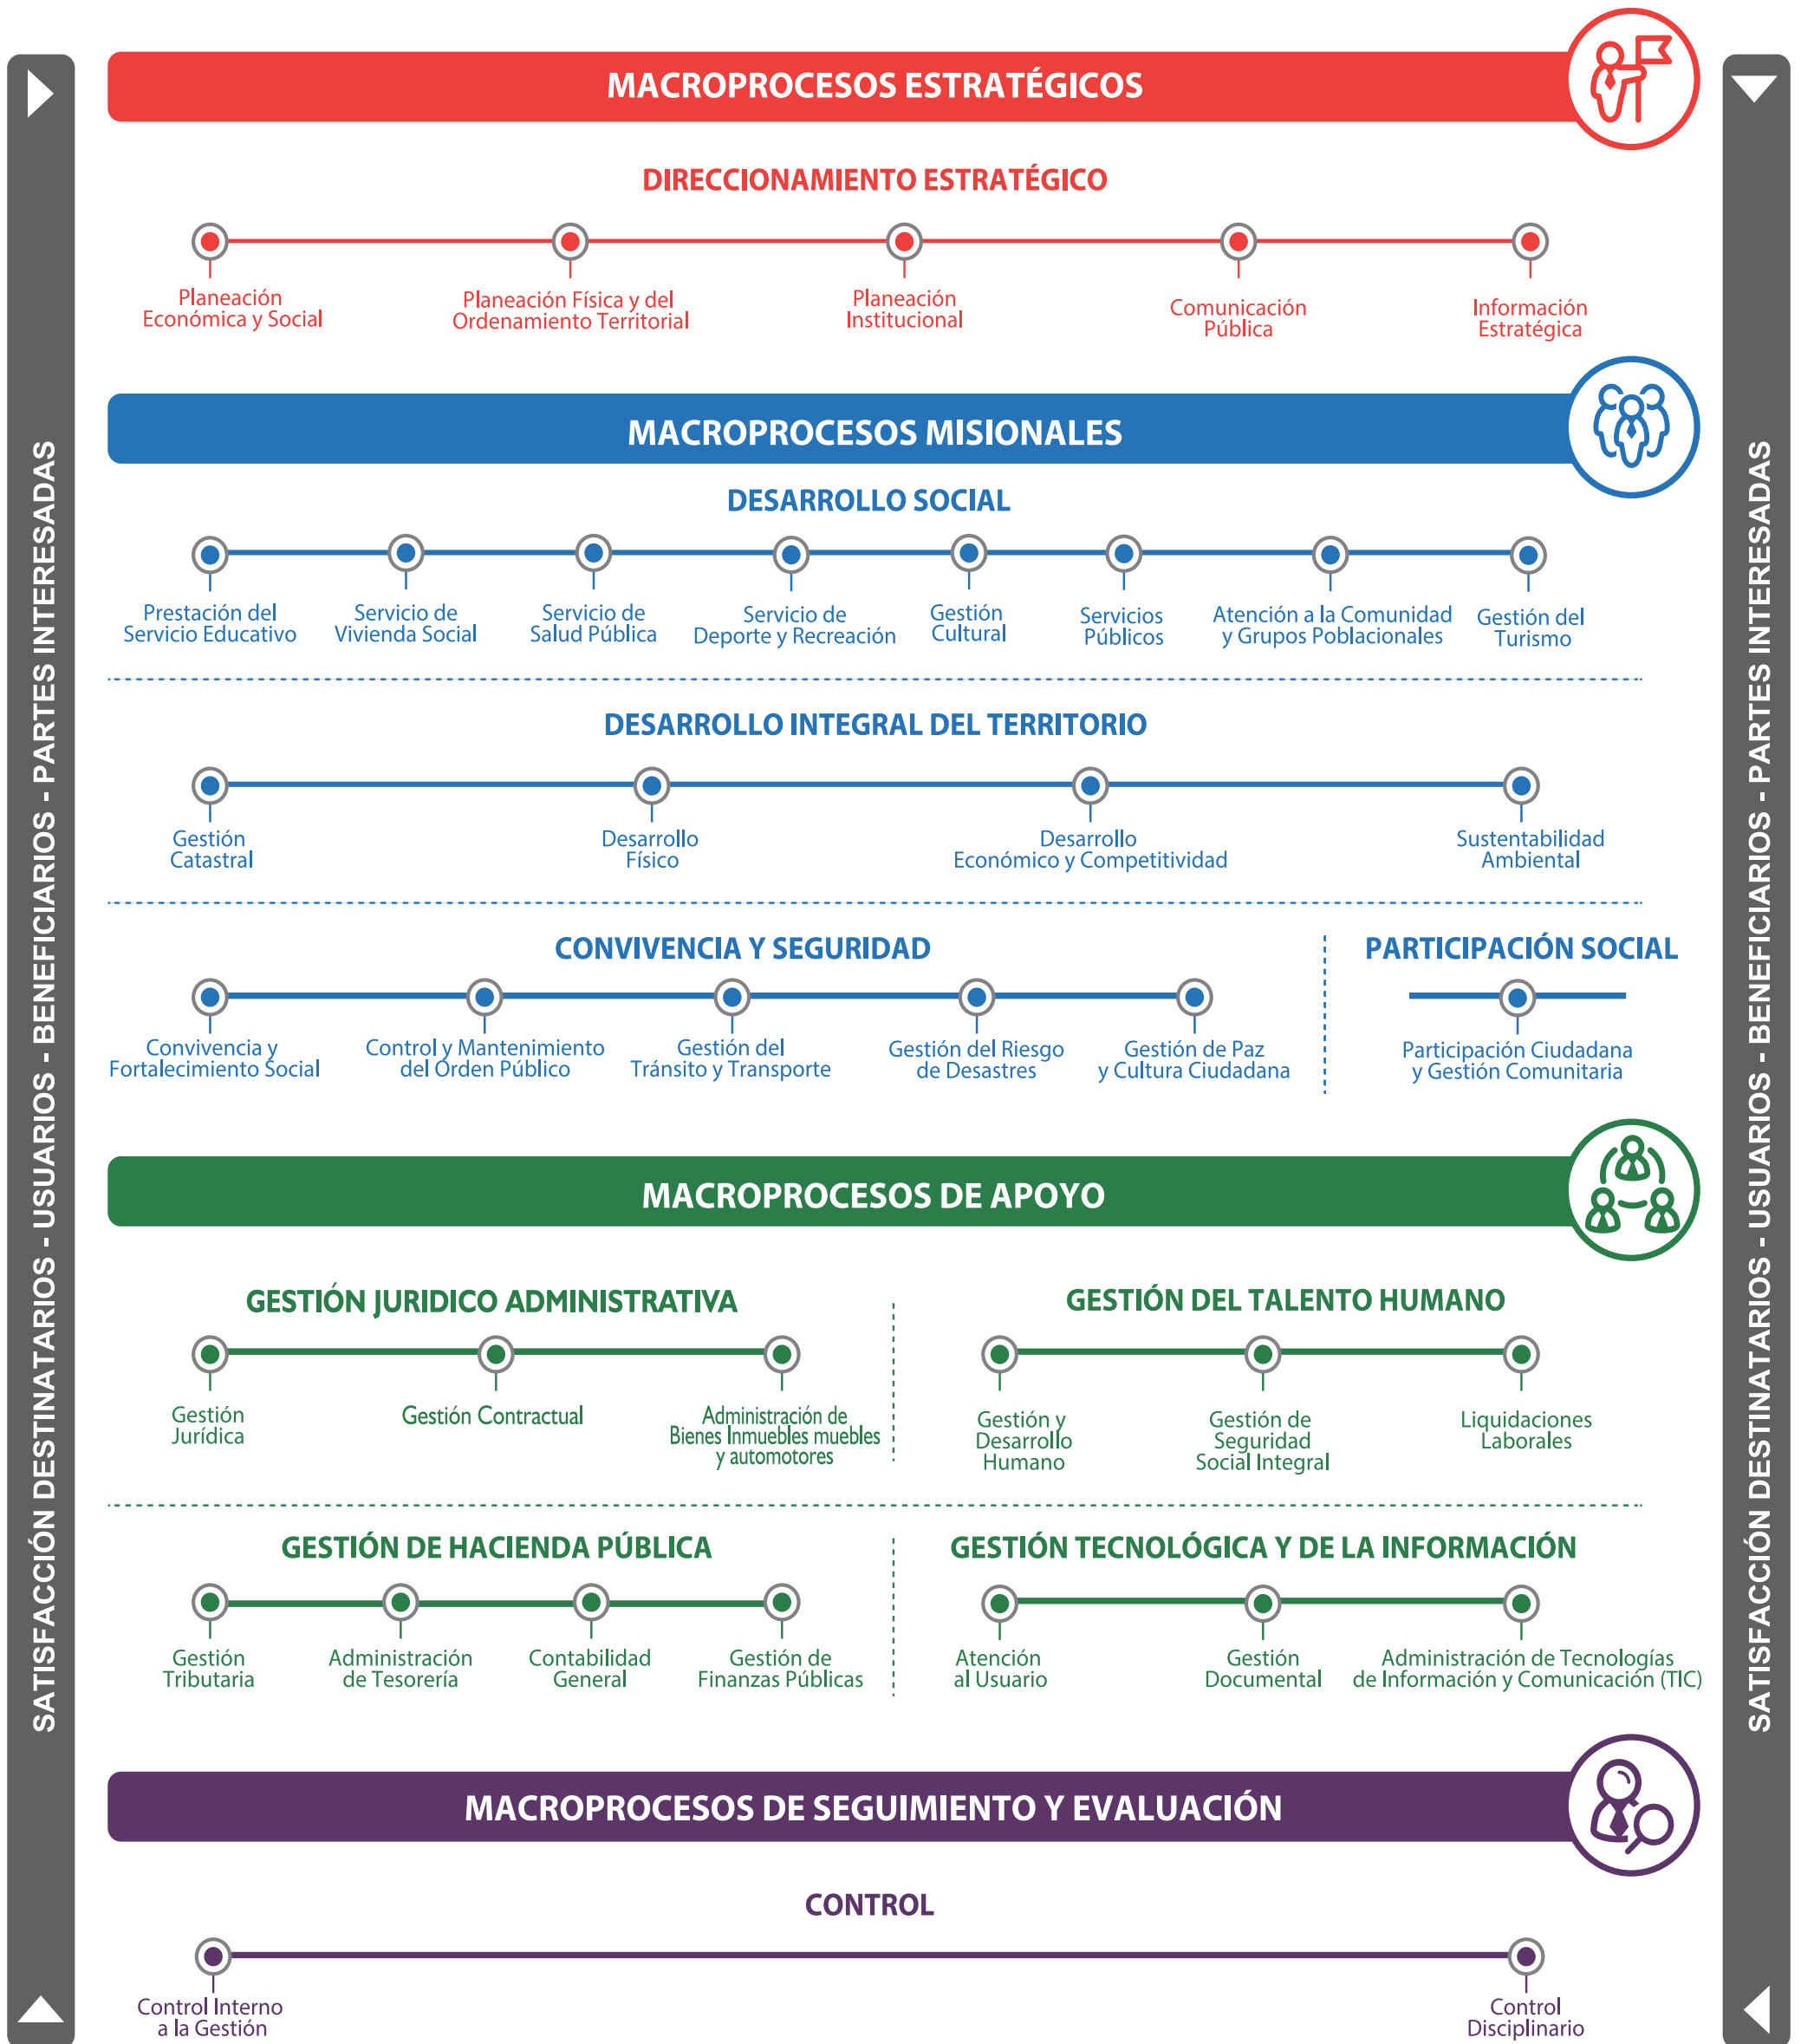 MACROPROCESOS ESTRATÉGICOS
DIRECCIONAMIENTO ESTRATÉGICO
Planeación
Económica y Social
Planeación Física y del
Ordenamiento Territorial
Planeación
Institucional
Comunicación
Pública
Información
Estratégica
MACROPROCESOS MISIONALES
DESARROLLO SOCIAL
Prestación del
Servicio Educativo
Servicio de
Vivienda Social
Servicio de
Salud Pública
Servicio de
Deporte y Recreación
Gestión
Cultural
Servicios
Públicos
Atención a la Comunidad
y Grupos Poblacionales
Gestión del
Turismo
DESARROLLO INTEGRAL DEL TERRITORIO
Gestión
Catastral
Desarrollo
Físico
Desarrollo
Económico y Competitividad
Sustentabilidad
Ambiental
CONVIVENCIA Y SEGURIDAD
Convivencia y
Fortalecimiento Social
Control y Mantenimiento
del Orden Público
Gestión del
Tránsito y Transporte
Gestión del Riesgo
de Desastres
Gestión de Paz
y Cultura Ciudadana
PARTICIPACIÓN SOCIAL
Participación Ciudadana
y Gestión Comunitaria
MACROPROCESOS DE APOYO
GESTIÓN JURIDICO ADMINISTRATIVA
Gestión
Jurídica
Gestión Contractual
Administración de
Bienes Inmuebles muebles
y automotores
GESTIÓN DEL TALENTO HUMANO
Gestión y
Desarrollo
Humano
Gestión de
Seguridad
Social Integral
Liquidaciones
Laborales
GESTIÓN DE HACIENDA PÚBLICA
Gestión
Tributaria
Administración
de Tesorería
Contabilidad
General
Gestión de
Finanzas Públicas
GESTIÓN TECNOLÓGICA Y DE LA INFORMACIÓN
Atención
al Usuario
Gestión
Documental
Administración de Tecnologías
de Información y Comunicación (TIC)
MACROPROCESOS DE SEGUIMIENTO Y EVALUACIÓN
CONTROL
Control Interno
a la Gestión
Control
Disciplinario
SATISFACCIÓN DESTINATARIOS - USUARIOS - BENEFICIARIOS - PARTES INTERESADAS
SATISFACCIÓN DESTINATARIOS - USUARIOS - BENEFICIARIOS - PARTES INTERESADAS